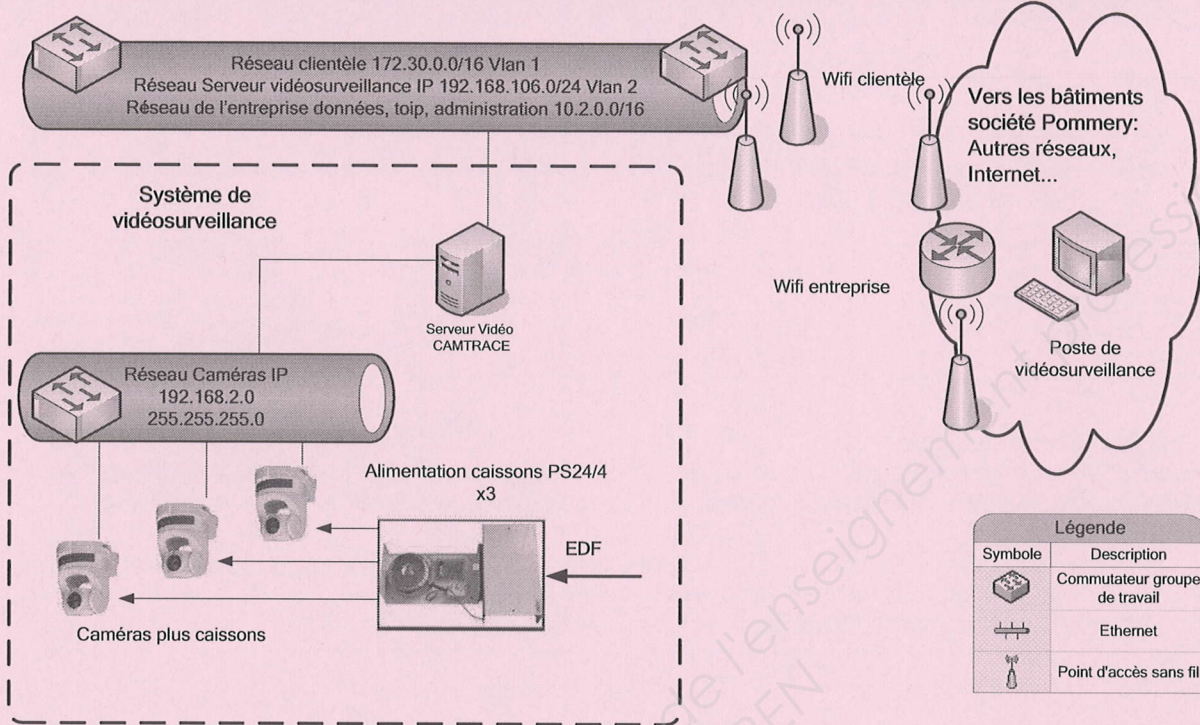 Réseau clientèle 172.30.0.0/16 Vlan 1
Réseau Serveur vidéosurveillance IP 192.168.106.0/24 Vlan 2
Réseau de l'entreprise données, toip, administration 10.2.0.0/16
Wifi clientèle
Vers les bâtiments
société Pommery:
Autres réseaux,
Internet...
Système de
vidéosurveillance
Serveur Vidéo
CAMTRACE
Wifi entreprise
Poste de
vidéosurveillance
Réseau Caméras IP
192.168.2.0
255.255.255.0
Alimentation caissons PS24/4
x3
EDF
Caméras plus caissons
Légende
Symbole
Description
Commutateur groupe
de travail
Ethernet
Point d'accès sans fil
de l'enseignement